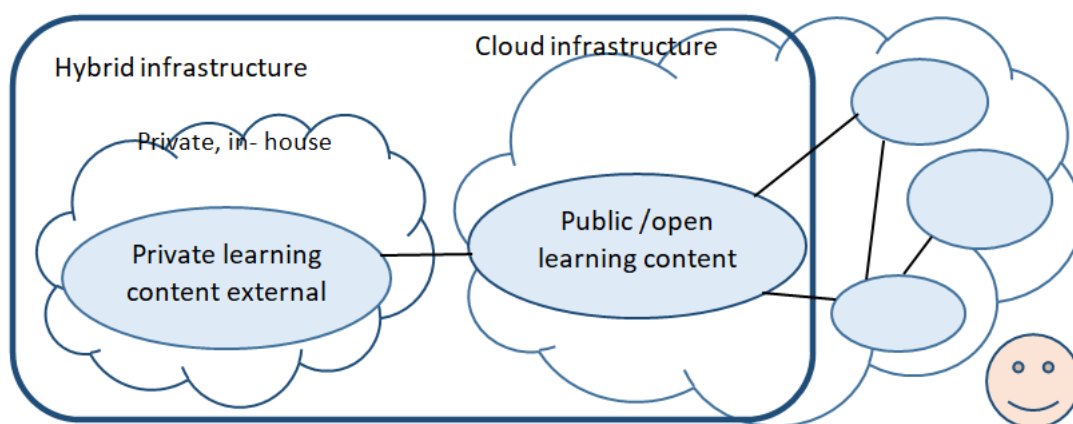 Cloud infrastructure
Hybrid infrastructure
Private, in- house
Private learning
content external
Public /open
learning content